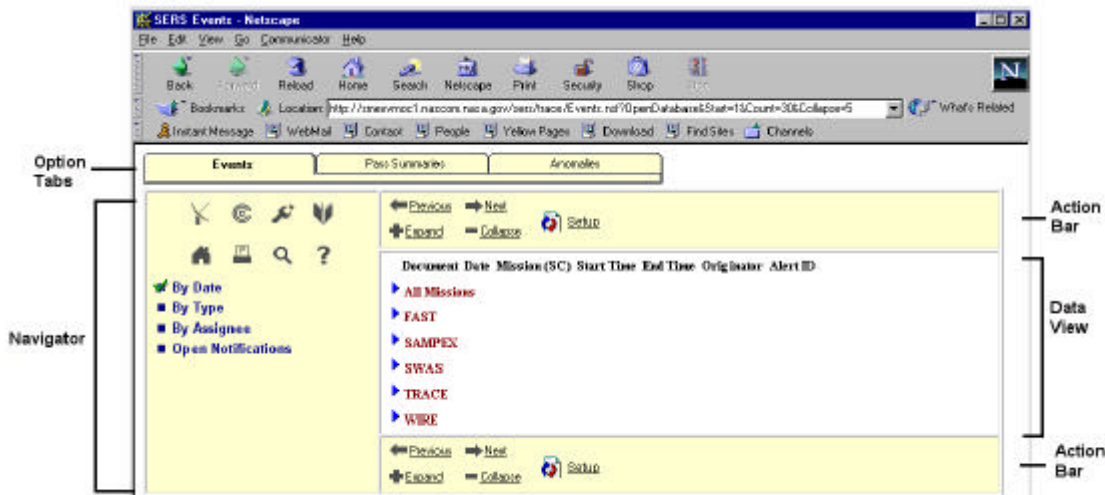 SERS Events - Netscape
File Edit View Go Communicator Help
Back Forward Reload Home Search Netscape Print Security Shop
Bookmarks Location: What's Related
Instant Message WebMail Contact People Yellow Pages Download Find Sites Channels
Option Tabs
Events Pass Summaries Anomalies
Previous Next
Expand Collapse Setup
Action Bar
Navigator
By Date
By Type
By Assignee
Open Notifications
Document Date Mission (SC) Start Time End Time Originator Alert ID
All Missions
FAST
SAMPEX
SWAS
TRACE
WIRE
Data View
Previous Next
Expand Collapse Setup
Action Bar